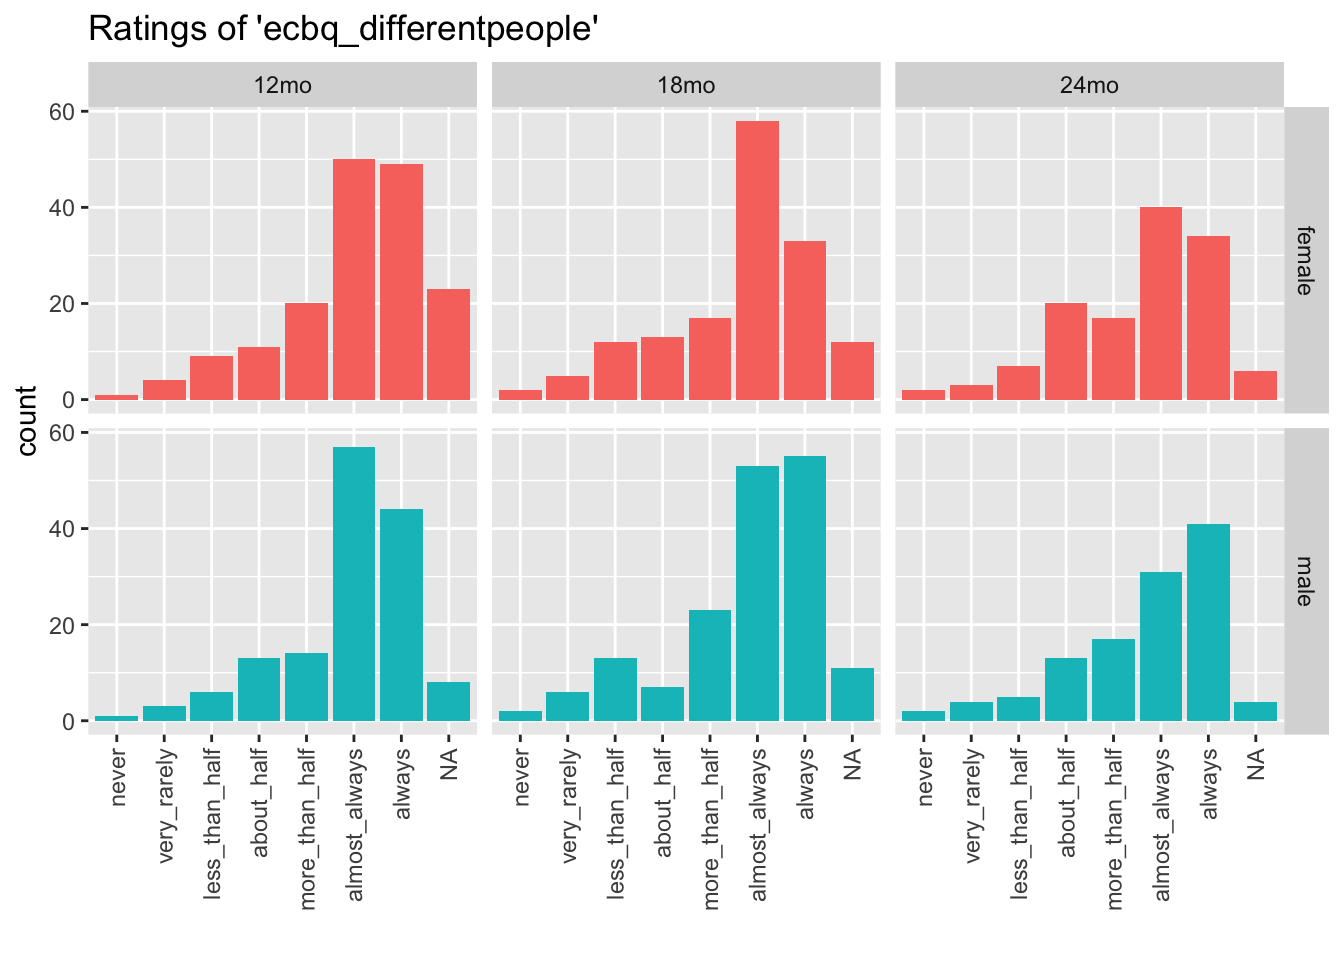 Ratings of 'ecbq_differentpeople'
12mo
18mo
24mo
60
40
20
0
female
count
60
40
20
0
male
never
very_rarely
less_than_half
about_half
more_than_half
almost_always
always
NA
never
very_rarely
less_than_half
about_half
more_than_half
almost_always
always
NA
never
very_rarely
less_than_half
about_half
more_than_half
almost_always
always
NA